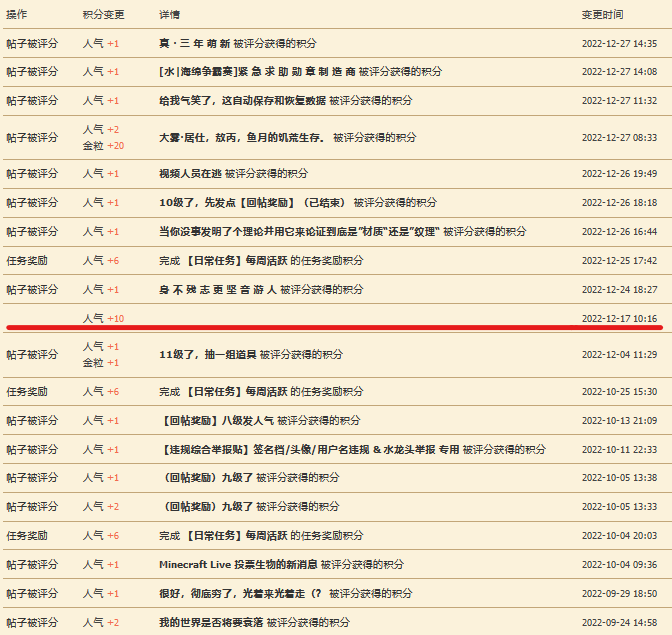 操作 积分变更 详情 变更时间
帖子被评分 人气 +1 真·三 年 萌 新 被评分获得的积分 2022-12-27 14:35
帖子被评分 人气 +1 [水|海绵争霸赛]紧 急 求 助 勋 章 制 造 商 被评分获得的积分 2022-12-27 14:08
帖子被评分 人气 +1 给我气笑了，这自动保存和恢复数据 被评分获得的积分 2022-12-27 11:32
帖子被评分 人气 +2 金粒 +20 大雾·居仕，敖丙，鱼月的饥荒生存。 被评分获得的积分 2022-12-27 08:33
帖子被评分 人气 +1 视频人员在逃 被评分获得的积分 2022-12-26 19:49
帖子被评分 人气 +1 10级了，先发点【回帖奖励】（已结束） 被评分获得的积分 2022-12-26 18:18
帖子被评分 人气 +1 当你没事发明了个理论并用它来论证到底是”材质“还是”纹理“ 被评分获得的积分 2022-12-26 16:44
任务奖励 人气 +6 完成 【日常任务】每周活跃 的任务奖励积分 2022-12-25 17:42
帖子被评分 人气 +1 身 不 残 志 更 坚 音 游 人 被评分获得的积分 2022-12-24 18:27
人气 +10 2022-12-17 10:16
帖子被评分 人气 +1 金粒 +1 11级了，抽一组道具 被评分获得的积分 2022-12-04 11:29
任务奖励 人气 +6 完成 【日常任务】每周活跃 的任务奖励积分 2022-10-25 15:30
帖子被评分 人气 +1 【回帖奖励】八级发人气 被评分获得的积分 2022-10-13 21:09
帖子被评分 人气 +1 【违规综合举报贴】签名档/头像/用户名违规 & 水龙头举报 专用 被评分获得的积分 2022-10-11 22:33
帖子被评分 人气 +1 （回帖奖励）九级了 被评分获得的积分 2022-10-05 13:38
帖子被评分 人气 +2 （回帖奖励）九级了 被评分获得的积分 2022-10-05 13:33
任务奖励 人气 +6 完成 【日常任务】每周活跃 的任务奖励积分 2022-10-04 20:03
帖子被评分 人气 +1 Minecraft Live 投票生物的新消息 被评分获得的积分 2022-10-04 09:36
帖子被评分 人气 +1 很好，彻底穷了，光着来光着走（？ 被评分获得的积分 2022-09-29 18:50
帖子被评分 人气 +2 我的世界是否将要衰落 被评分获得的积分 2022-09-24 14:58